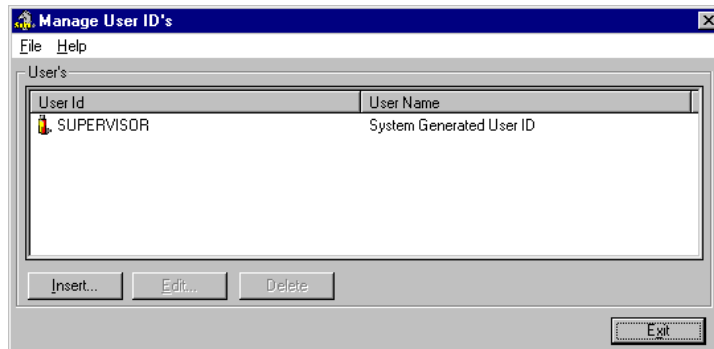 Manage User ID's
File Help
User's
User Id User Name
SUPERVISOR System Generated User ID
Insert... Edit... Delete
Exit